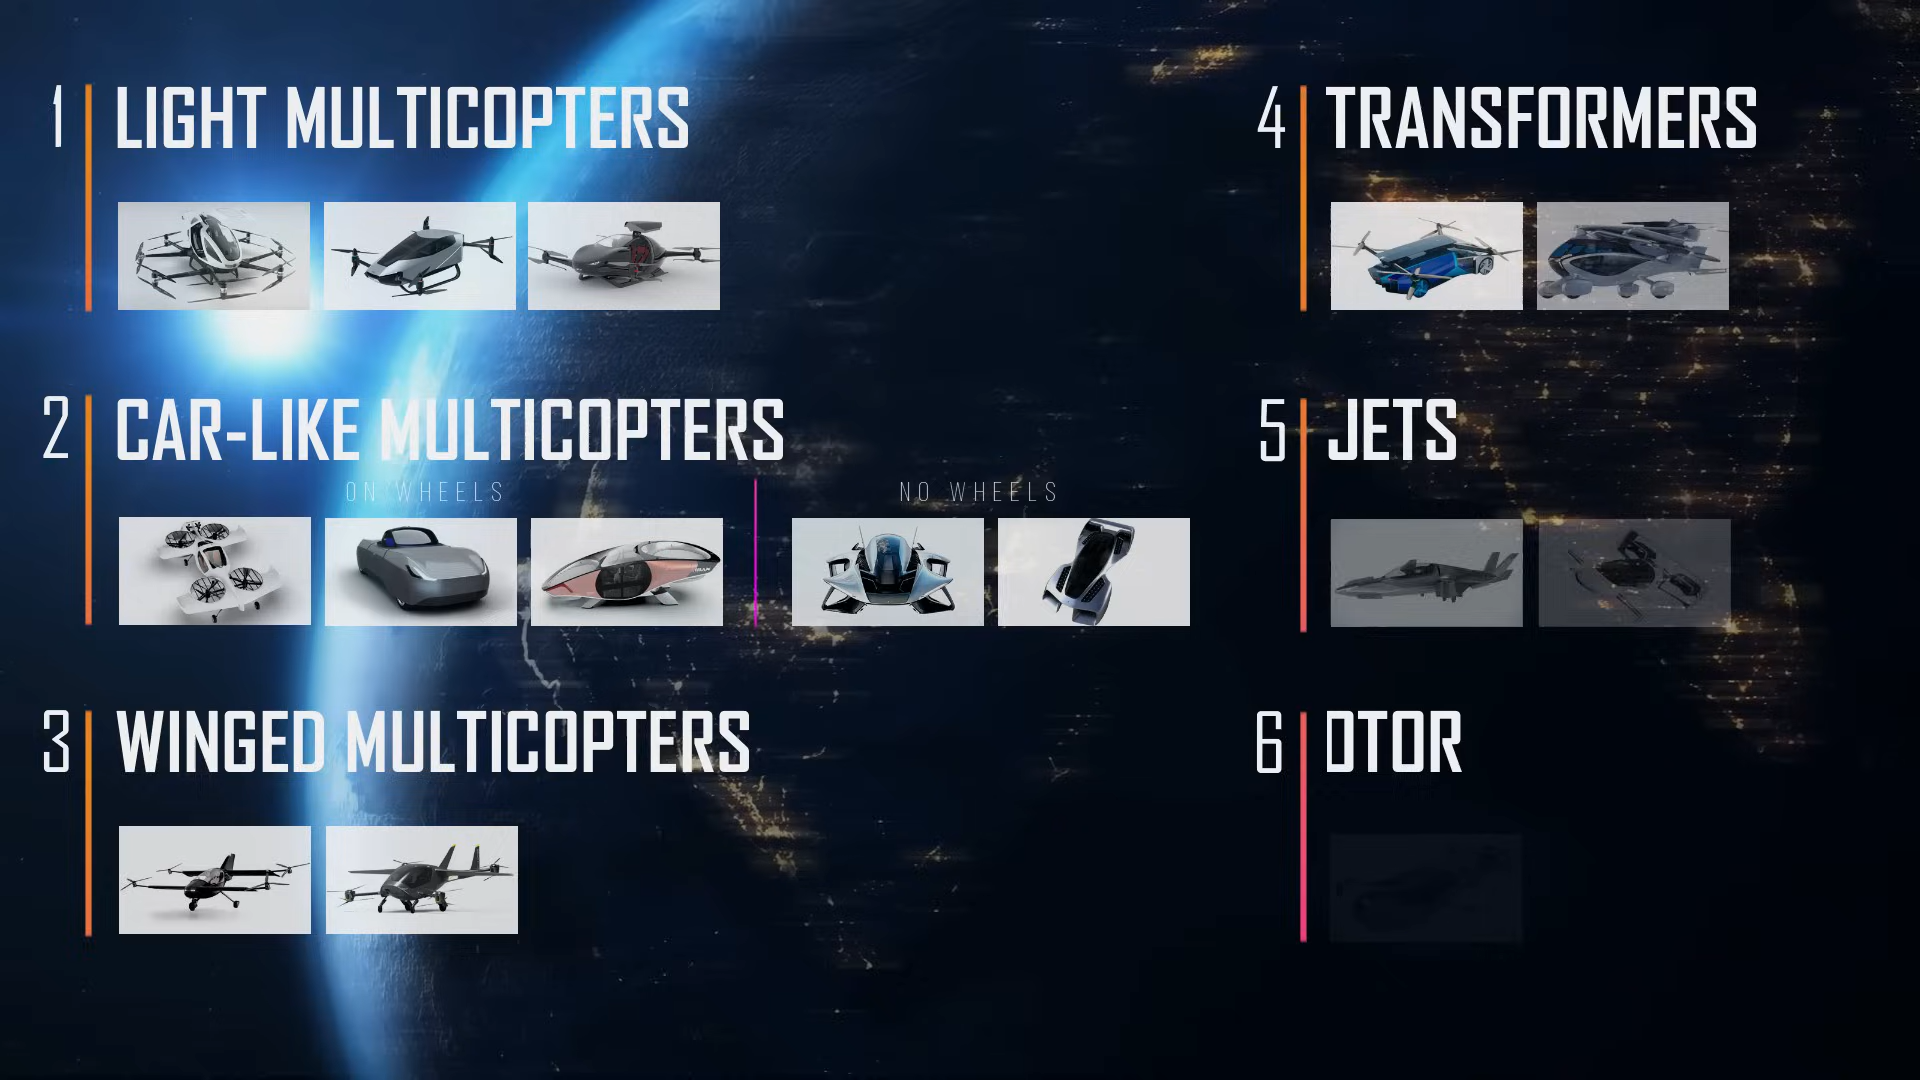 1 LIGHT MULTICOPTERS
2 CAR-LIKE MULTICOPTERS
ON WHEELS
NO WHEELS
3 WINGED MULTICOPTERS
4 TRANSFORMERS
5 JETS
6 OTOR